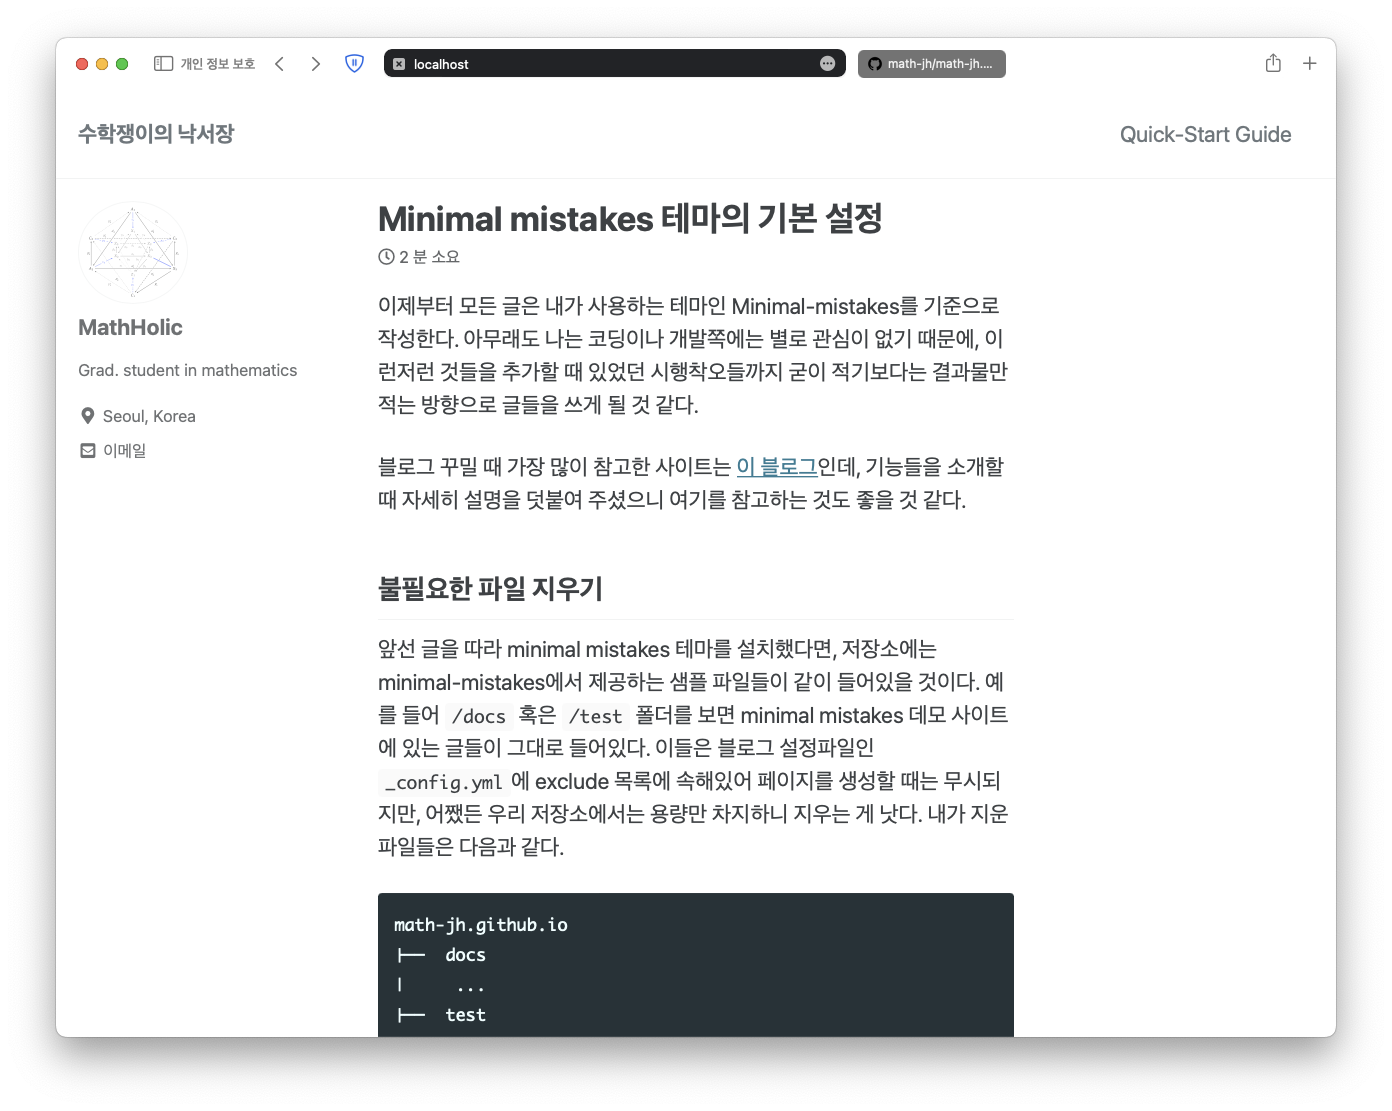 개인 정보 보호
localhost
math-jh/math-jh....
수학쟁이의 낙서장
Quick-Start Guide
MathHolic
Grad. student in mathematics
Seoul, Korea
이메일
Minimal mistakes 테마의 기본 설정
2 분 소요
이제부터 모든 글은 내가 사용하는 테마인 Minimal-mistakes를 기준으로
작성한다. 아무래도 나는 코딩이나 개발쪽에는 별로 관심이 없기 때문에, 이
런저런 것들을 추가할 때 있었던 시행착오들까지 굳이 적기보다는 결과물만
적는 방향으로 글들을 쓰게 될 것 같다.
블로그 꾸밀 때 가장 많이 참고한 사이트는 이 블로그인데, 기능들을 소개할
때 자세히 설명을 덧붙여 주셨으니 여기를 참고하는 것도 좋을 것 같다.
불필요한 파일 지우기
앞선 글을 따라 minimal mistakes 테마를 설치했다면, 저장소에는
minimal-mistakes에서 제공하는 샘플 파일들이 같이 들어있을 것이다. 예
를 들어 /docs 혹은 /test 폴더를 보면 minimal mistakes 데모 사이트
에 있는 글들이 그대로 들어있다. 이들은 블로그 설정파일인
_config.yml 에 exclude 목록에 속해있어 페이지를 생성할 때는 무시되
지만, 어쨌든 우리 저장소에서는 용량만 차지하니 지우는 게 낫다. 내가 지운
파일들은 다음과 같다.
math-jh.github.io
├── docs
| ...
├── test